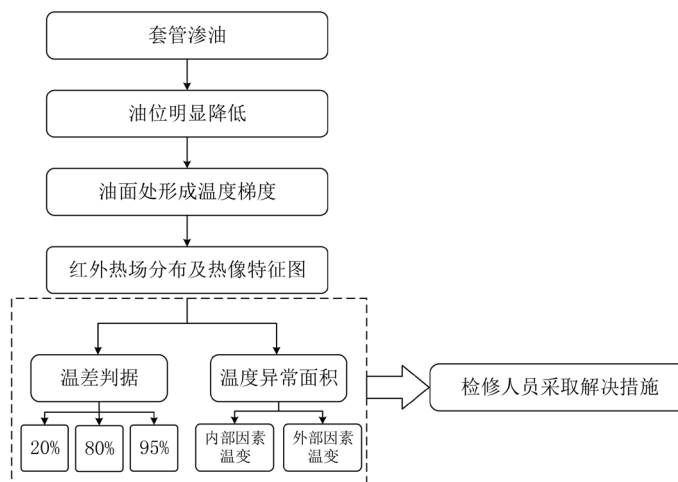 套管渗油
油位明显降低
油面处形成温度梯度
红外热场分布及热像特征图
温差判据
温度异常面积
检修人员采取解决措施
20%
80%
95%
内部因素
温变
外部因素
温变